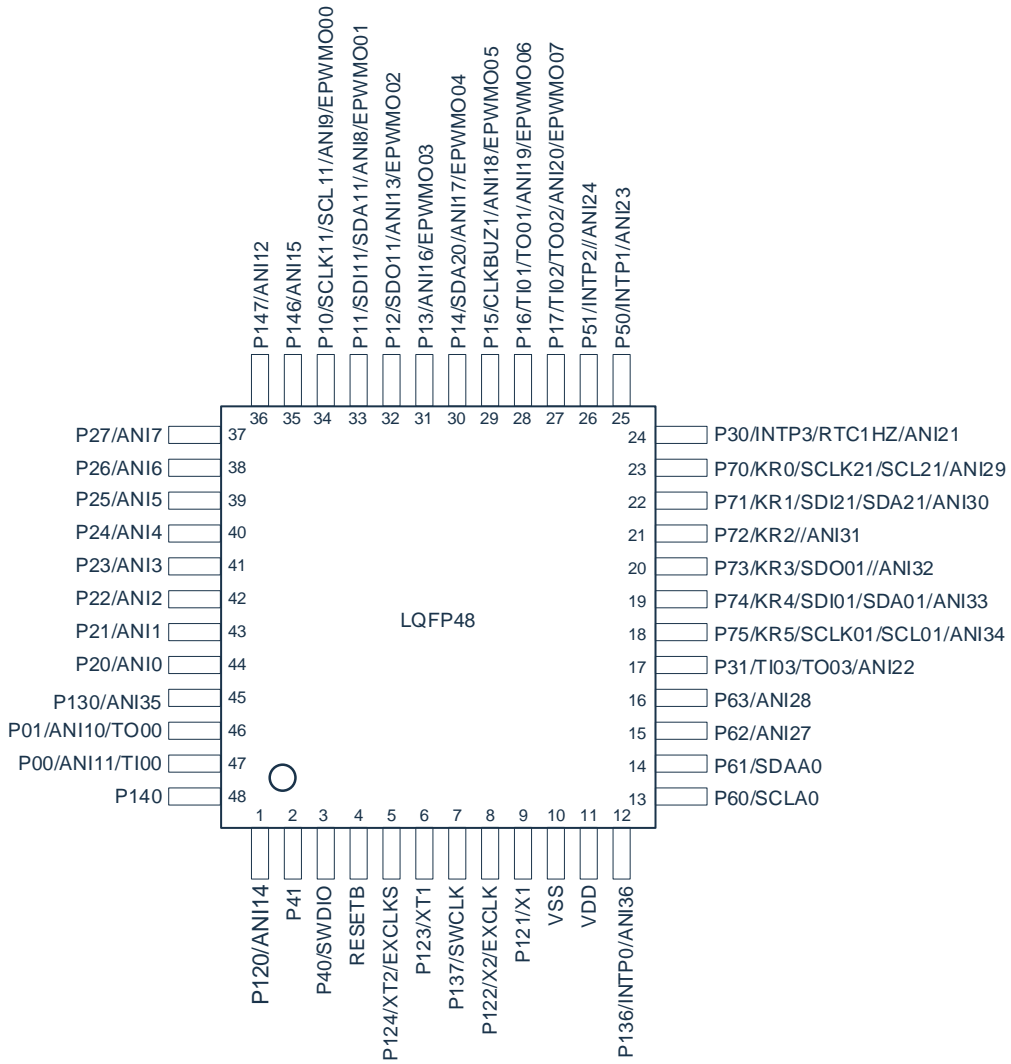 P147/ANI12
P146/ANI15
P10/SCLK11/SCL11/ANI9/EPWMO00
P11/SDI11/SDA11/ANI8/EPWMO01
P12/SDO11/ANI13/EPWMO02
P13/ANI16/EPWMO03
P14/SDA20/ANI17/EPWMO04
P15/CLKBUZ1/ANI18/EPWMO05
P16/TI01/TO01/ANI19/EPWMO06
P17/TI02/TO02/ANI20/EPWMO07
P51/INTP2//ANI24
P50/INTP1/ANI23
36 35 34 33 32 31 30 29 28 27 26 25
P27/ANI7 37
P26/ANI6 38
P25/ANI5 39
P24/ANI4 40
P23/ANI3 41
P22/ANI2 42
P21/ANI1 43
P20/ANI0 44
P130/ANI35 45
P01/ANI10/TO00 46
P00/ANI11/TI00 47
P140 48
LQFP48
24 P30/INTP3/RTC1HZ/ANI21
23 P70/KR0/SCLK21/SCL21/ANI29
22 P71/KR1/SDI21/SDA21/ANI30
21 P72/KR2//ANI31
20 P73/KR3/SDO01//ANI32
19 P74/KR4/SDI01/SDA01/ANI33
18 P75/KR5/SCLK01/SCL01/ANI34
17 P31/TI03/TO03/ANI22
16 P63/ANI28
15 P62/ANI27
14 P61/SDAA0
13 P60/SCLA0
1 2 3 4 5 6 7 8 9 10 11 12
P120/ANI14
P41
P40/SWDIO
RESETB
P124/XT2/EXCLKS
P123/XT1
P137/SWCLK
P122/X2/EXCLK
P121/X1
VSS
VDD
P136/INTP0/ANI36